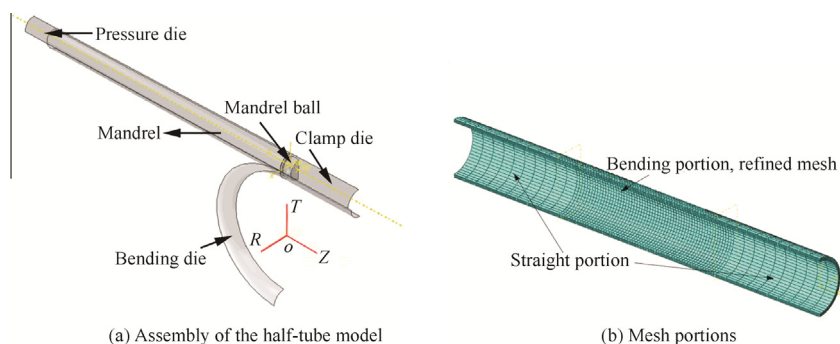 Pressure die
Mandrel ball
Mandrel
Clamp die
Bending die
T
R
o
Z
Bending portion, refined mesh
Straight portion
(a) Assembly of the half-tube model
(b) Mesh portions